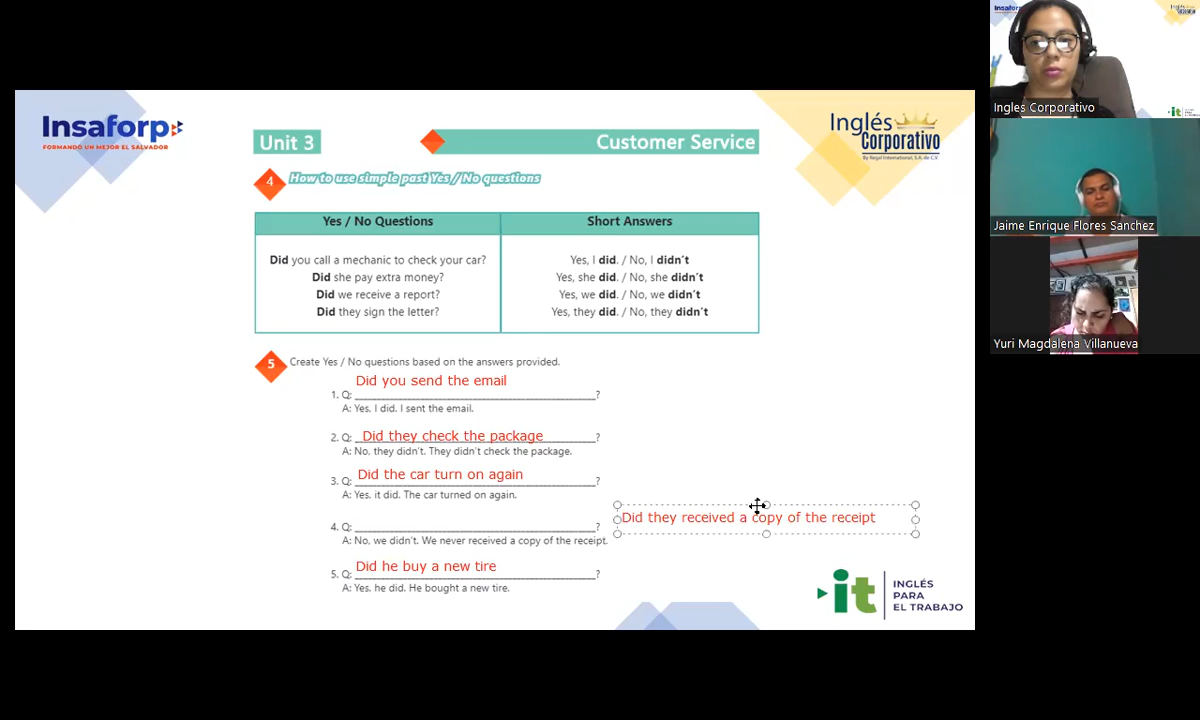 Insaforp
FORMANDO UN MEJOR EL SALVADOR
Unit 3
Customer Service
Inglés
Corporativo
By Regal International, S.A. de C.V.
4 How to use simple past Yes / No questions
Yes / No Questions
Short Answers
Did you call a mechanic to check your car?
Yes, I did. / No, I didn't
Did she pay extra money?
Yes, she did. / No, she didn't
Did we receive a report?
Yes, we did. / No, we didn't
Did they sign the letter?
Yes, they did. / No, they didn't
5 Create Yes / No questions based on the answers provided.
Did you send the email
1. Q: ?
A: Yes, I did. I sent the email.
2. Q: Did they check the package ?
A: No, they didn't. They didn't check the package.
Did the car turn on again
3. Q: ?
A: Yes, it did. The car turned on again.
Did they received a copy of the receipt
4. Q: ?
A: No, we didn't. We never received a copy of the receipt.
Did he buy a new tire
5. Q: ?
A: Yes, he did. He bought a new tire.
it
INGLÉS
PARA
EL TRABAJO
Insaforp
Ingles Corporativo
it
Jaime Enrique Flores Sanchez
Yuri Magdalena Villanueva